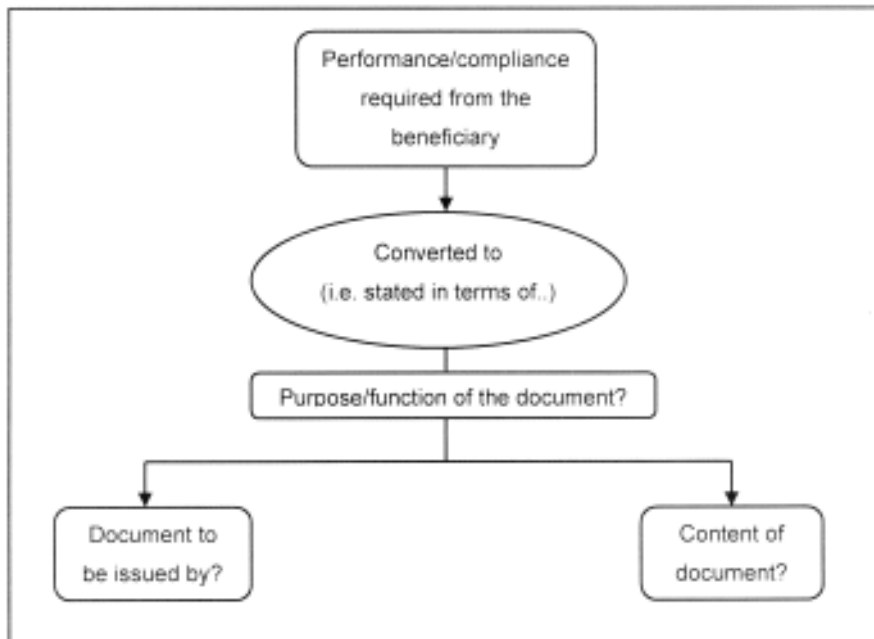 Performance/compliance
required from the
beneficiary
Converted to
(i.e. stated in terms of..)
Purpose/function of the document?
Document to
be issued by?
Content of
document?